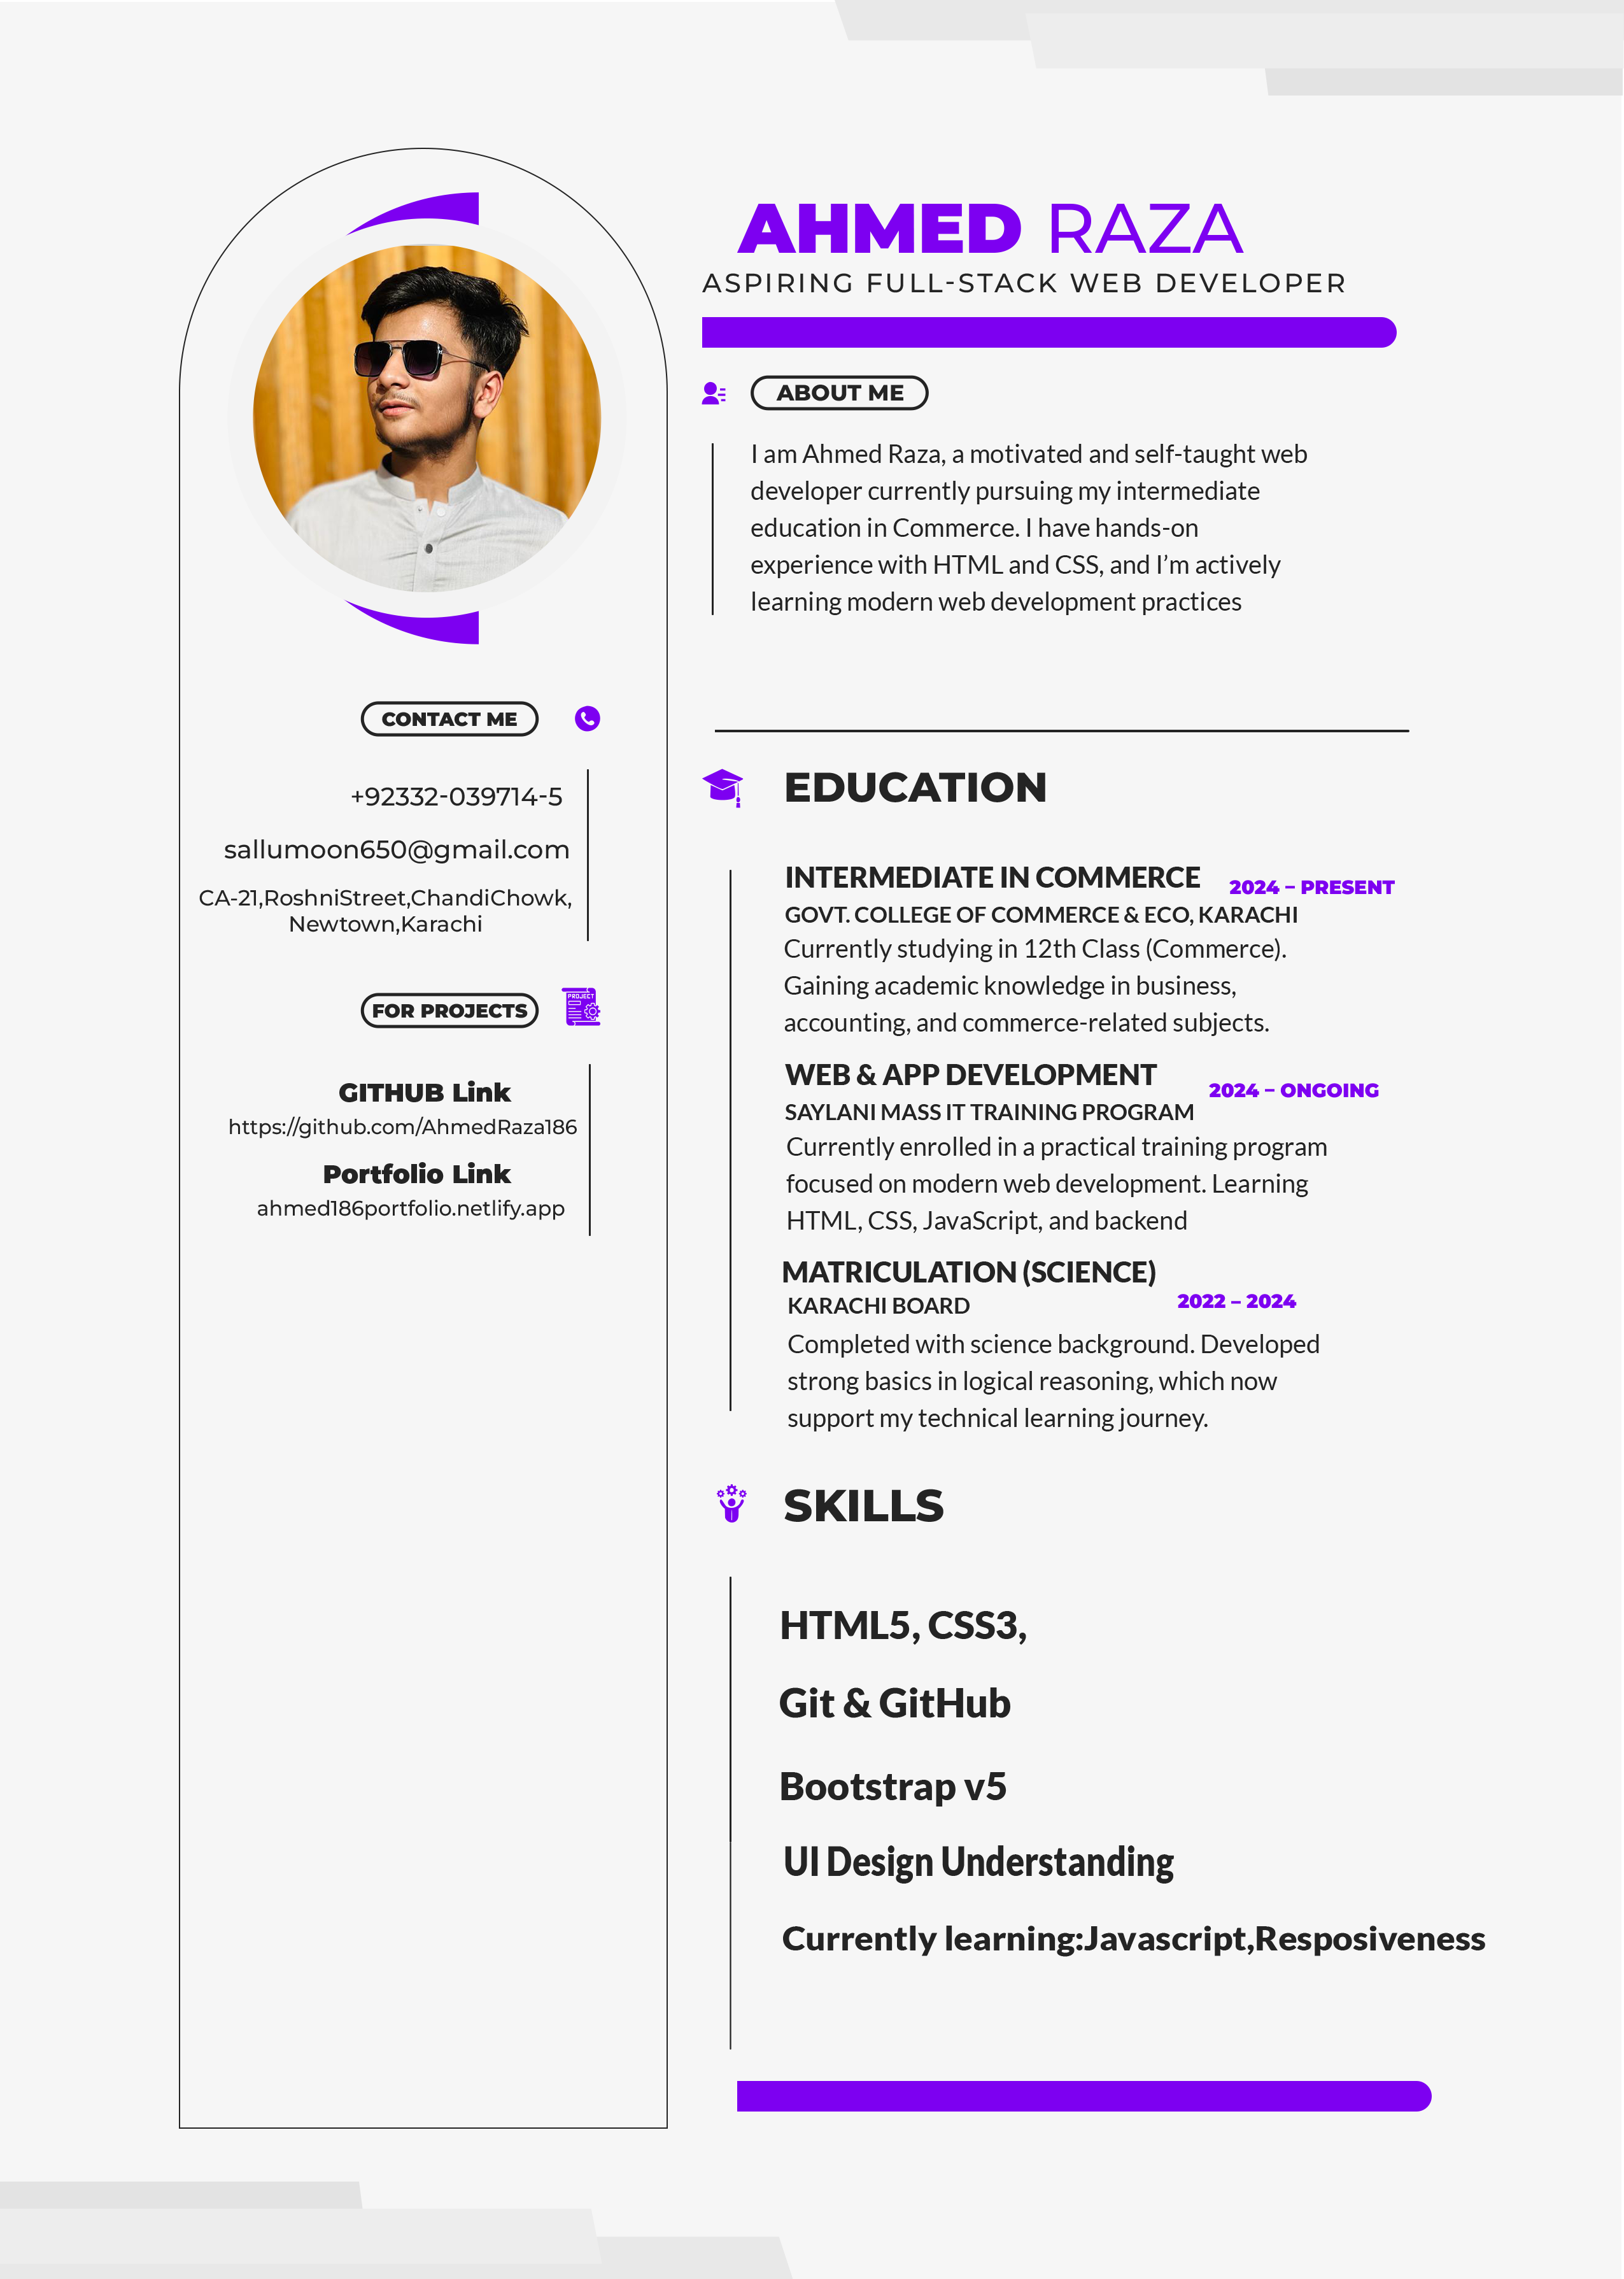 AHMED RAZA
ASPIRING FULL-STACK WEB DEVELOPER
ABOUT ME
I am Ahmed Raza, a motivated and self-taught web
developer currently pursuing my intermediate
education in Commerce. I have hands-on
experience with HTML and CSS, and I'm actively
learning modern web development practices
CONTACT ME
+92332-039714-5
sallumoon650@gmail.com
CA-21,RoshniStreet,ChandiChowk,
Newtown,Karachi
FOR PROJECTS
PROJECT
GITHUB Link
https://github.com/AhmedRaza186
Portfolio Link
ahmed186portfolio.netlify.app
EDUCATION
INTERMEDIATE IN COMMERCE
2024 – PRESENT
GOVT. COLLEGE OF COMMERCE & ECO, KARACHI
Currently studying in 12th Class (Commerce).
Gaining academic knowledge in business,
accounting, and commerce-related subjects.
WEB & APP DEVELOPMENT
2024 – ONGOING
SAYLANI MASS IT TRAINING PROGRAM
Currently enrolled in a practical training program
focused on modern web development. Learning
HTML, CSS, JavaScript, and backend
MATRICULATION (SCIENCE)
2022 – 2024
KARACHI BOARD
Completed with science background. Developed
strong basics in logical reasoning, which now
support my technical learning journey.
SKILLS
HTML5, CSS3,
Git & GitHub
Bootstrap v5
UI Design Understanding
Currently learning:Javascript,Resposiveness